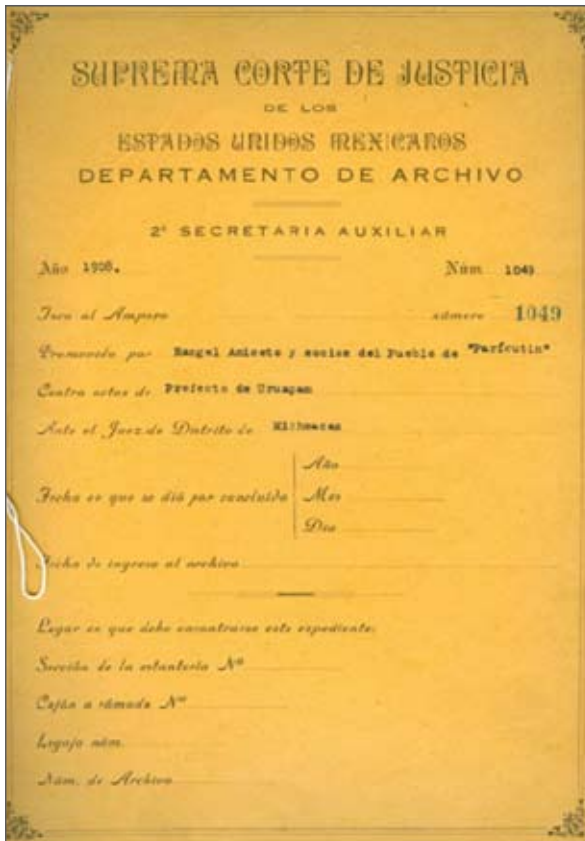 SUPREMA CORTE DE JUSTICIA
DE LOS
ESTADOS UNIDOS MEXICANOS
DEPARTAMENTO DE ARCHIVO
2ª SECRETARIA AUXILIAR
Año 1908. Núm 1049
Toca al Amparo número 1049
Promovido por Rangel Aniceto y socios del Pueblo de "Parícutin"
Contra actos de Prefecto de Uruapan
Ante el Juez de Distrito de
Fecha en que se dió por concluido
Año
Mes
Día
Fecha de ingreso al archivo
Lugar en que debe encontrarse este expediente:
Sección de la estantería Nº
Cajón o rámada Nº
Legajo núm.
Núm. de Archivo